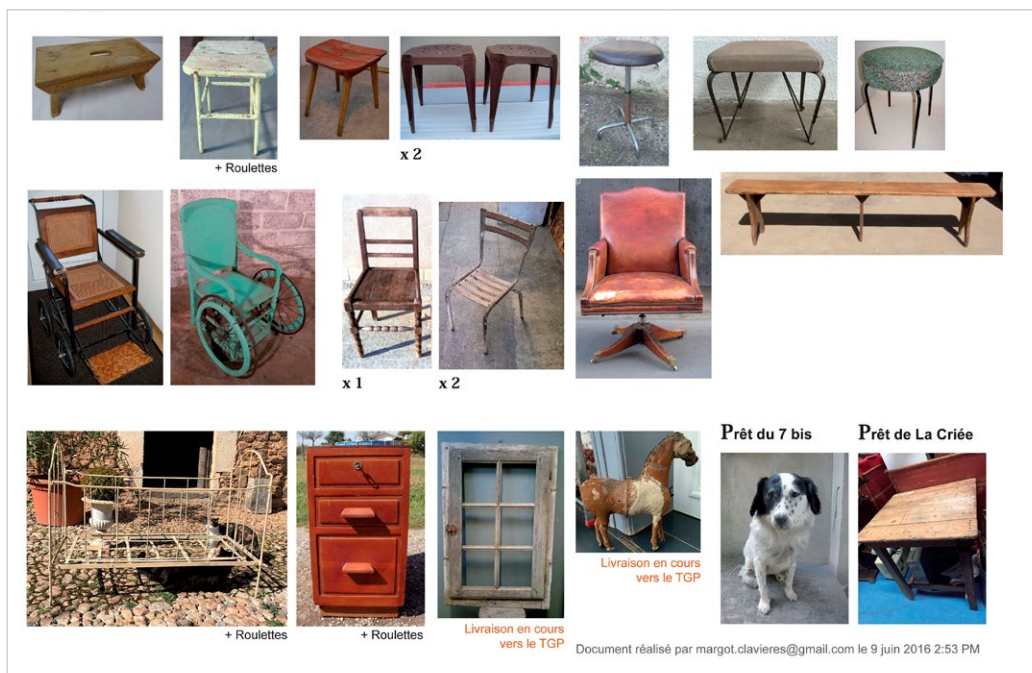 x 2
+ Roulettes
x 1
x 2
Prêt du 7 bis
Prêt de La Criée
Livraison en cours
vers le TGP
+ Roulettes
+ Roulettes
Livraison en cours
vers le TGP
Document réalisé par margot.clavieres@gmail.com le 9 juin 2016 2:53 PM